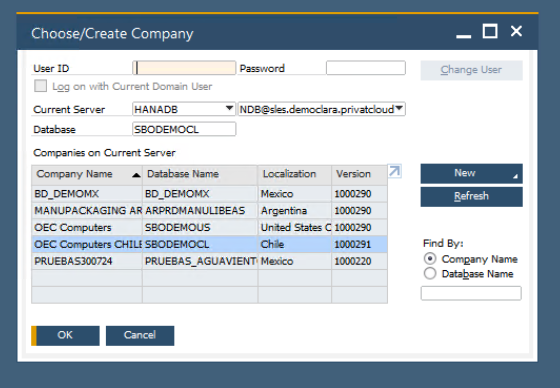 Choose/Create Company
User ID Password Change User
Log on with Current Domain User
Current Server HANADB NDB@sles.democlara.privatcloud
Database SBODEMOCL
Companies on Current Server
Company Name Database Name Localization Version
BD_DEMOMX BD_DEMOMX Mexico 1000290
MANUPACKAGING AR ARPRDMANULIBEAS Argentina 1000290
OEC Computers SBODEMOUS United States C 1000290
OEC Computers CHILE SBODEMOCL Chile 1000291
PRUEBAS300724 PRUEBAS_AGUAVIENT Mexico 1000220
New
Refresh
Find By:
Company Name
Database Name
OK Cancel